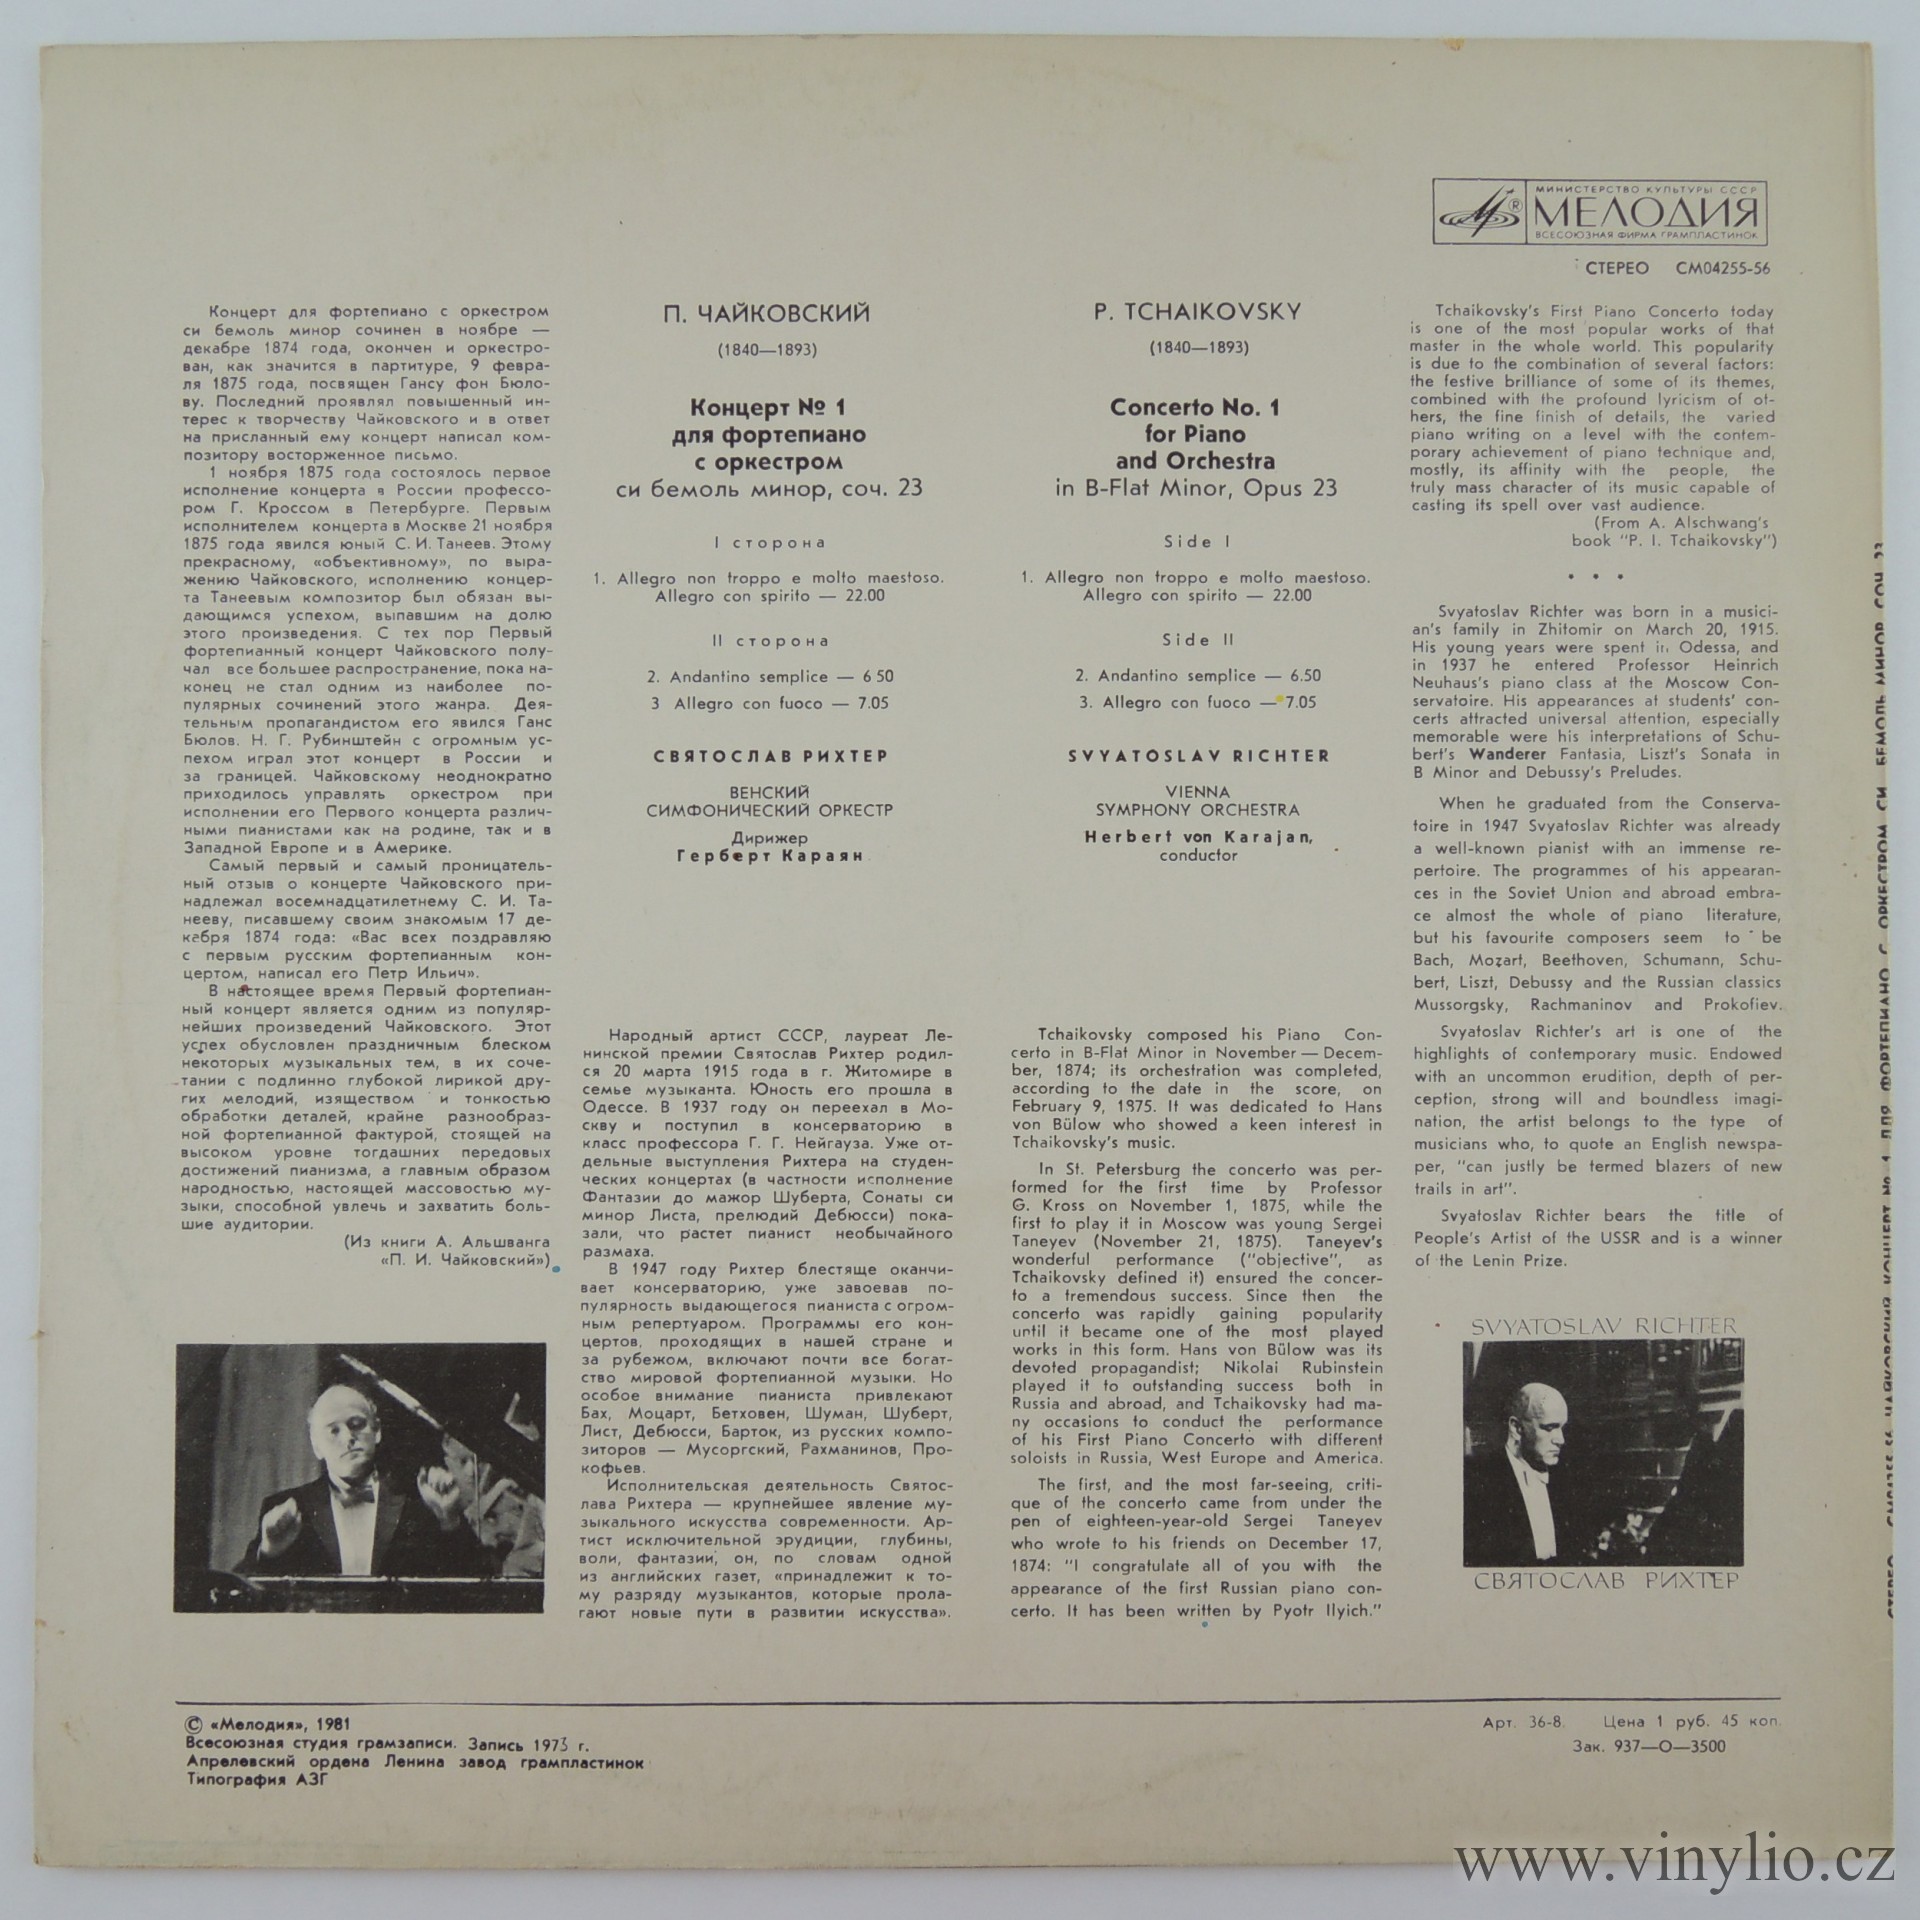 МИНИСТЕРСТВО КУЛЬТУРЫ СССР
МЕЛОДИЯ
ВСЕСОЮЗНАЯ ФИРМА ГРАМПЛАСТИНОК
СТЕРЕО СМ04255-56
Концерт для фортепиано с оркестром
си бемоль минор сочинен в ноябре —
декабре 1874 года, окончен и оркестро-
ван, как значится в партитуре, 9 февра-
ля 1875 года, посвящен Гансу фон Бюло-
ву. Последний проявлял повышенный ин-
терес к творчеству Чайковского и в ответ
на присланный ему концерт написал ком-
позитору восторженное письмо.
1 ноября 1875 года состоялось первое
исполнение концерта в России профессо-
ром Г. Кроссом в Петербурге. Первым
исполнителем концерта в Москве 21 ноября
1875 года явился юный С. И. Танеев. Этому
прекрасному, «объективному», по выра-
жению Чайковского, исполнению концер-
та Танеевым композитор был обязан вы-
дающимся успехом, выпавшим на долю
этого произведения. С тех пор Первый
фортепианный концерт Чайковского полу-
чал все большее распространение, пока на-
конец не стал одним из наиболее по-
пулярных сочинений этого жанра. Дея-
тельным пропагандистом его явился Ганс
Бюлов. Н. Г. Рубинштейн с огромным ус-
пехом играл этот концерт в России и
за границей. Чайковскому неоднократно
приходилось управлять оркестром при
исполнении его Первого концерта различ-
ными пианистами как на родине, так и в
Западной Европе и в Америке.
Самый первый и самый проницатель-
ный отзыв о концерте Чайковского при-
надлежал восемнадцатилетнему С. И. Та-
нееву, писавшему своим знакомым 17 де-
кабря 1874 года: «Вас всех поздравляю
с первым русским фортепианным кон-
цертом, написал его Петр Ильич».
В настоящее время Первый фортепиан-
ный концерт является одним из популяр-
нейших произведений Чайковского. Этот
успех обусловлен праздничным блеском
некоторых музыкальных тем, в их соче-
тании с подлинно глубокой лирикой дру-
гих мелодий, изяществом и тонкостью
обработки деталей, крайне разнообраз-
ной фортепианной фактурой, стоящей на
высоком уровне тогдашних передовых
достижений пианизма, а главным образом
народностью, настоящей массовостью му-
зыки, способной увлечь и захватить боль-
шие аудитории.
(Из книги А. Альшванга
«П. И. Чайковский»)
П. ЧАЙКОВСКИЙ
(1840—1893)
Концерт № 1
для фортепиано
с оркестром
си бемоль минор, соч. 23
I сторона
1. Allegro non troppo e molto maestoso.
Allegro con spirito — 22.00
II сторона
2. Andantino semplice — 6 50
3 Allegro con fuoco — 7.05
СВЯТОСЛАВ РИХТЕР
ВЕНСКИЙ
СИМФОНИЧЕСКИЙ ОРКЕСТР
Дирижер
Герберт Караян
Народный артист СССР, лауреат Ле-
нинской премии Святослав Рихтер родил-
ся 20 марта 1915 года в г. Житомире в
семье музыканта. Юность его прошла в
Одессе. В 1937 году он переехал в Мо-
скву и поступил в консерваторию в
класс профессора Г. Г. Нейгауза. Уже от-
дельные выступления Рихтера на студен-
ческих концертах (в частности исполнение
Фантазии до мажор Шуберта, Сонаты си
минор Листа, прелюдий Дебюсси) пока-
зали, что растет пианист необычайного
размаха.
В 1947 году Рихтер блестяще оканчи-
вает консерваторию, уже завоевав по-
пулярность выдающегося пианиста с огром-
ным репертуаром. Программы его кон-
цертов, проходящих в нашей стране и
за рубежом, включают почти все богат-
ство мировой фортепианной музыки. Но
особое внимание пианиста привлекают
Бах, Моцарт, Бетховен, Шуман, Шуберт,
Лист, Дебюсси, Барток, из русских компо-
зиторов — Мусоргский, Рахманинов, Про-
кофьев.
Исполнительская деятельность Святос-
лава Рихтера — крупнейшее явление му-
зыкального искусства современности. Ар-
тист исключительной эрудиции, глубины,
воли, фантазии, он, по словам одной
из английских газет, «принадлежит к то-
му разряду музыкантов, которые прола-
гают новые пути в развитии искусства».
P. TCHAIKOVSKY
(1840—1893)
Concerto No. 1
for Piano
and Orchestra
in B-Flat Minor, Opus 23
Side I
1. Allegro non troppo e molto maestoso.
Allegro con spirito — 22.00
Side II
2. Andantino semplice — 6.50
3. Allegro con fuoco — 7.05
SVYATOSLAV RICHTER
VIENNA
SYMPHONY ORCHESTRA
Herbert von Karajan,
conductor
Tchaikovsky composed his Piano Con-
certo in B-Flat Minor in November — Decem-
ber, 1874; its orchestration was completed,
according to the date in the score, on
February 9, 1875. It was dedicated to Hans
von Bülow who showed a keen interest in
Tchaikovsky's music.
In St. Petersburg the concerto was per-
formed for the first time by Professor
G. Kross on November 1, 1875, while the
first to play it in Moscow was young Sergei
Taneyev (November 21, 1875). Taneyev's
wonderful performance ("objective", as
Tchaikovsky defined it) ensured the concer-
to a tremendous success. Since then the
concerto was rapidly gaining popularity
until it became one of the most played
works in this form. Hans von Bülow was its
devoted propagandist; Nikolai Rubinstein
played it to outstanding success both in
Russia and abroad, and Tchaikovsky had ma-
ny occasions to conduct the performance
of his First Piano Concerto with different
soloists in Russia, West Europe and America.
The first, and the most far-seeing, criti-
que of the concerto came from under the
pen of eighteen-year-old Sergei Taneyev
who wrote to his friends on December 17,
1874: "I congratulate all of you with the
appearance of the first Russian piano con-
certo. It has been written by Pyotr Ilyich."
Tchaikovsky's First Piano Concerto today
is one of the most popular works of that
master in the whole world. This popularity
is due to the combination of several factors:
the festive brilliance of some of its themes,
combined with the profound lyricism of ot-
hers, the fine finish of details, the varied
piano writing on a level with the contem-
porary achievement of piano technique and,
mostly, its affinity with the people, the
truly mass character of its music capable of
casting its spell over vast audience.
(From A. Alschwang's
book "P. I. Tchaikovsky")
• • •
Svyatoslav Richter was born in a musici-
an's family in Zhitomir on March 20, 1915.
His young years were spent in Odessa, and
in 1937 he entered Professor Heinrich
Neuhaus's piano class at the Moscow Con-
servatoire. His appearances at students' con-
certs attracted universal attention, especially
memorable were his interpretations of Schu-
bert's Wanderer Fantasia, Liszt's Sonata in
B Minor and Debussy's Preludes.
When he graduated from the Conserva-
toire in 1947 Svyatoslav Richter was already
a well-known pianist with an immense re-
pertoire. The programmes of his appearan-
ces in the Soviet Union and abroad embra-
ce almost the whole of piano literature,
but his favourite composers seem to be
Bach, Mozart, Beethoven, Schumann, Schu-
bert, Liszt, Debussy and the Russian classics
Mussorgsky, Rachmaninov and Prokofiev.
Svyatoslav Richter's art is one of the
highlights of contemporary music. Endowed
with an uncommon erudition, depth of per-
ception, strong will and boundless imagi-
nation, the artist belongs to the type of
musicians who, to quote an English newspa-
per, "can justly be termed blazers of new
trails in art".
Svyatoslav Richter bears the title of
People's Artist of the USSR and is a winner
of the Lenin Prize.
SVYATOSLAV RICHTER
СВЯТОСЛАВ РИХТЕР
© «Мелодия», 1981
Всесоюзная студия грамзаписи. Запись 1973 г.
Апрелевский ордена Ленина завод грампластинок
Типография АЗГ
Арт. 36-8. Цена 1 руб. 45 коп.
Зак. 937—О—3500
СТЕРЕО СМ04255-56 ЧАЙКОВСКИЙ КОНЦЕРТ № 1 ДЛЯ ФОРТЕПИАНО С ОРКЕСТРОМ СИ БЕМОЛЬ МИНОР СОЧ. 23
www.vinylio.cz